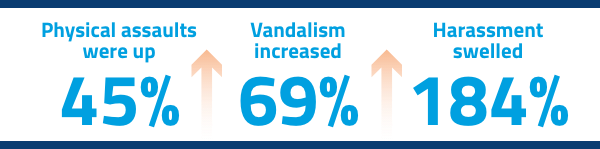 Physical assaults
were up
45%
Vandalism
increased
69%
Harassment
swelled
184%